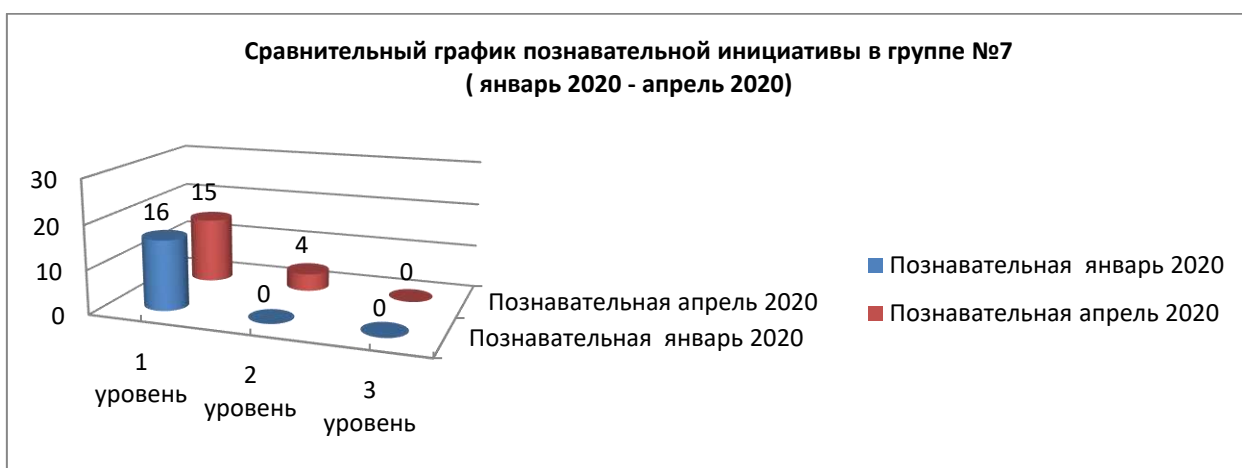 Сравнительный график познавательной инициативы в группе №7
( январь 2020 - апрель 2020)
30
20
10
0
16
15
0
4
0
0
1
уровень
2
уровень
3
уровень
Познавательная апрель 2020
Познавательная  январь 2020
Познавательная  январь 2020
Познавательная апрель 2020